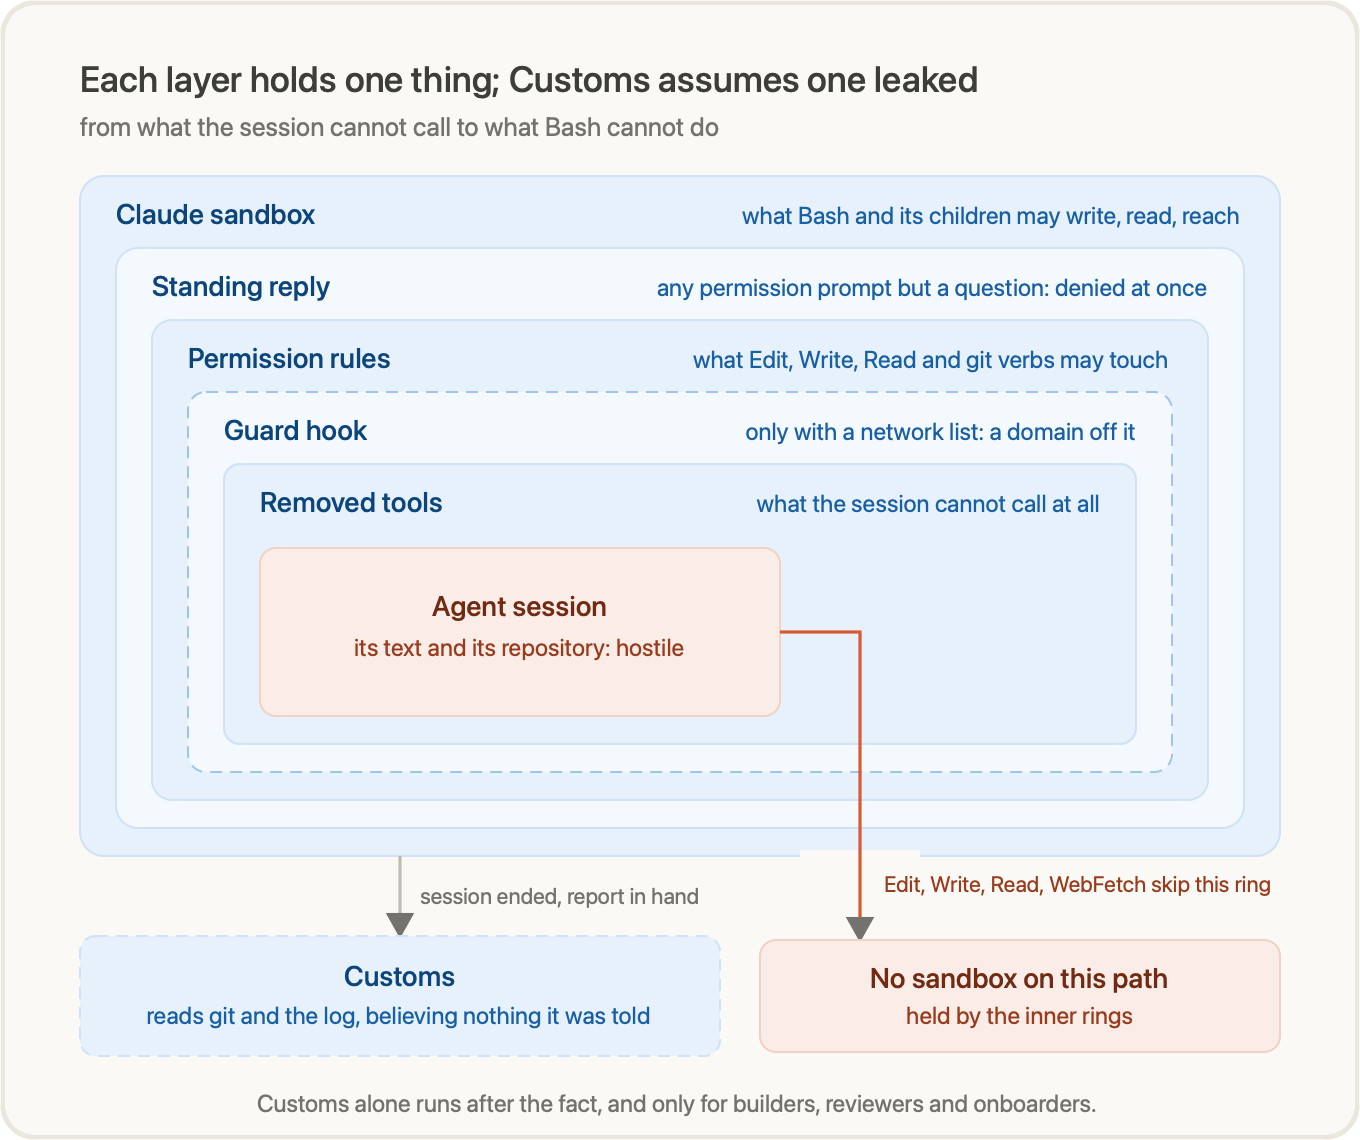 Each layer holds one thing; Customs assumes one leaked
from what the session cannot call to what Bash cannot do
Claude sandbox
what Bash and its children may write, read, reach
Standing reply
any permission prompt but a question: denied at once
Permission rules
what Edit, Write, Read and git verbs may touch
Guard hook
only with a network list: a domain off it
Removed tools
what the session cannot call at all
Agent session
its text and its repository: hostile
Edit, Write, Read, WebFetch skip this ring
session ended, report in hand
Customs
reads git and the log, believing nothing it was told
No sandbox on this path
held by the inner rings
Customs alone runs after the fact, and only for builders, reviewers and onboarders.